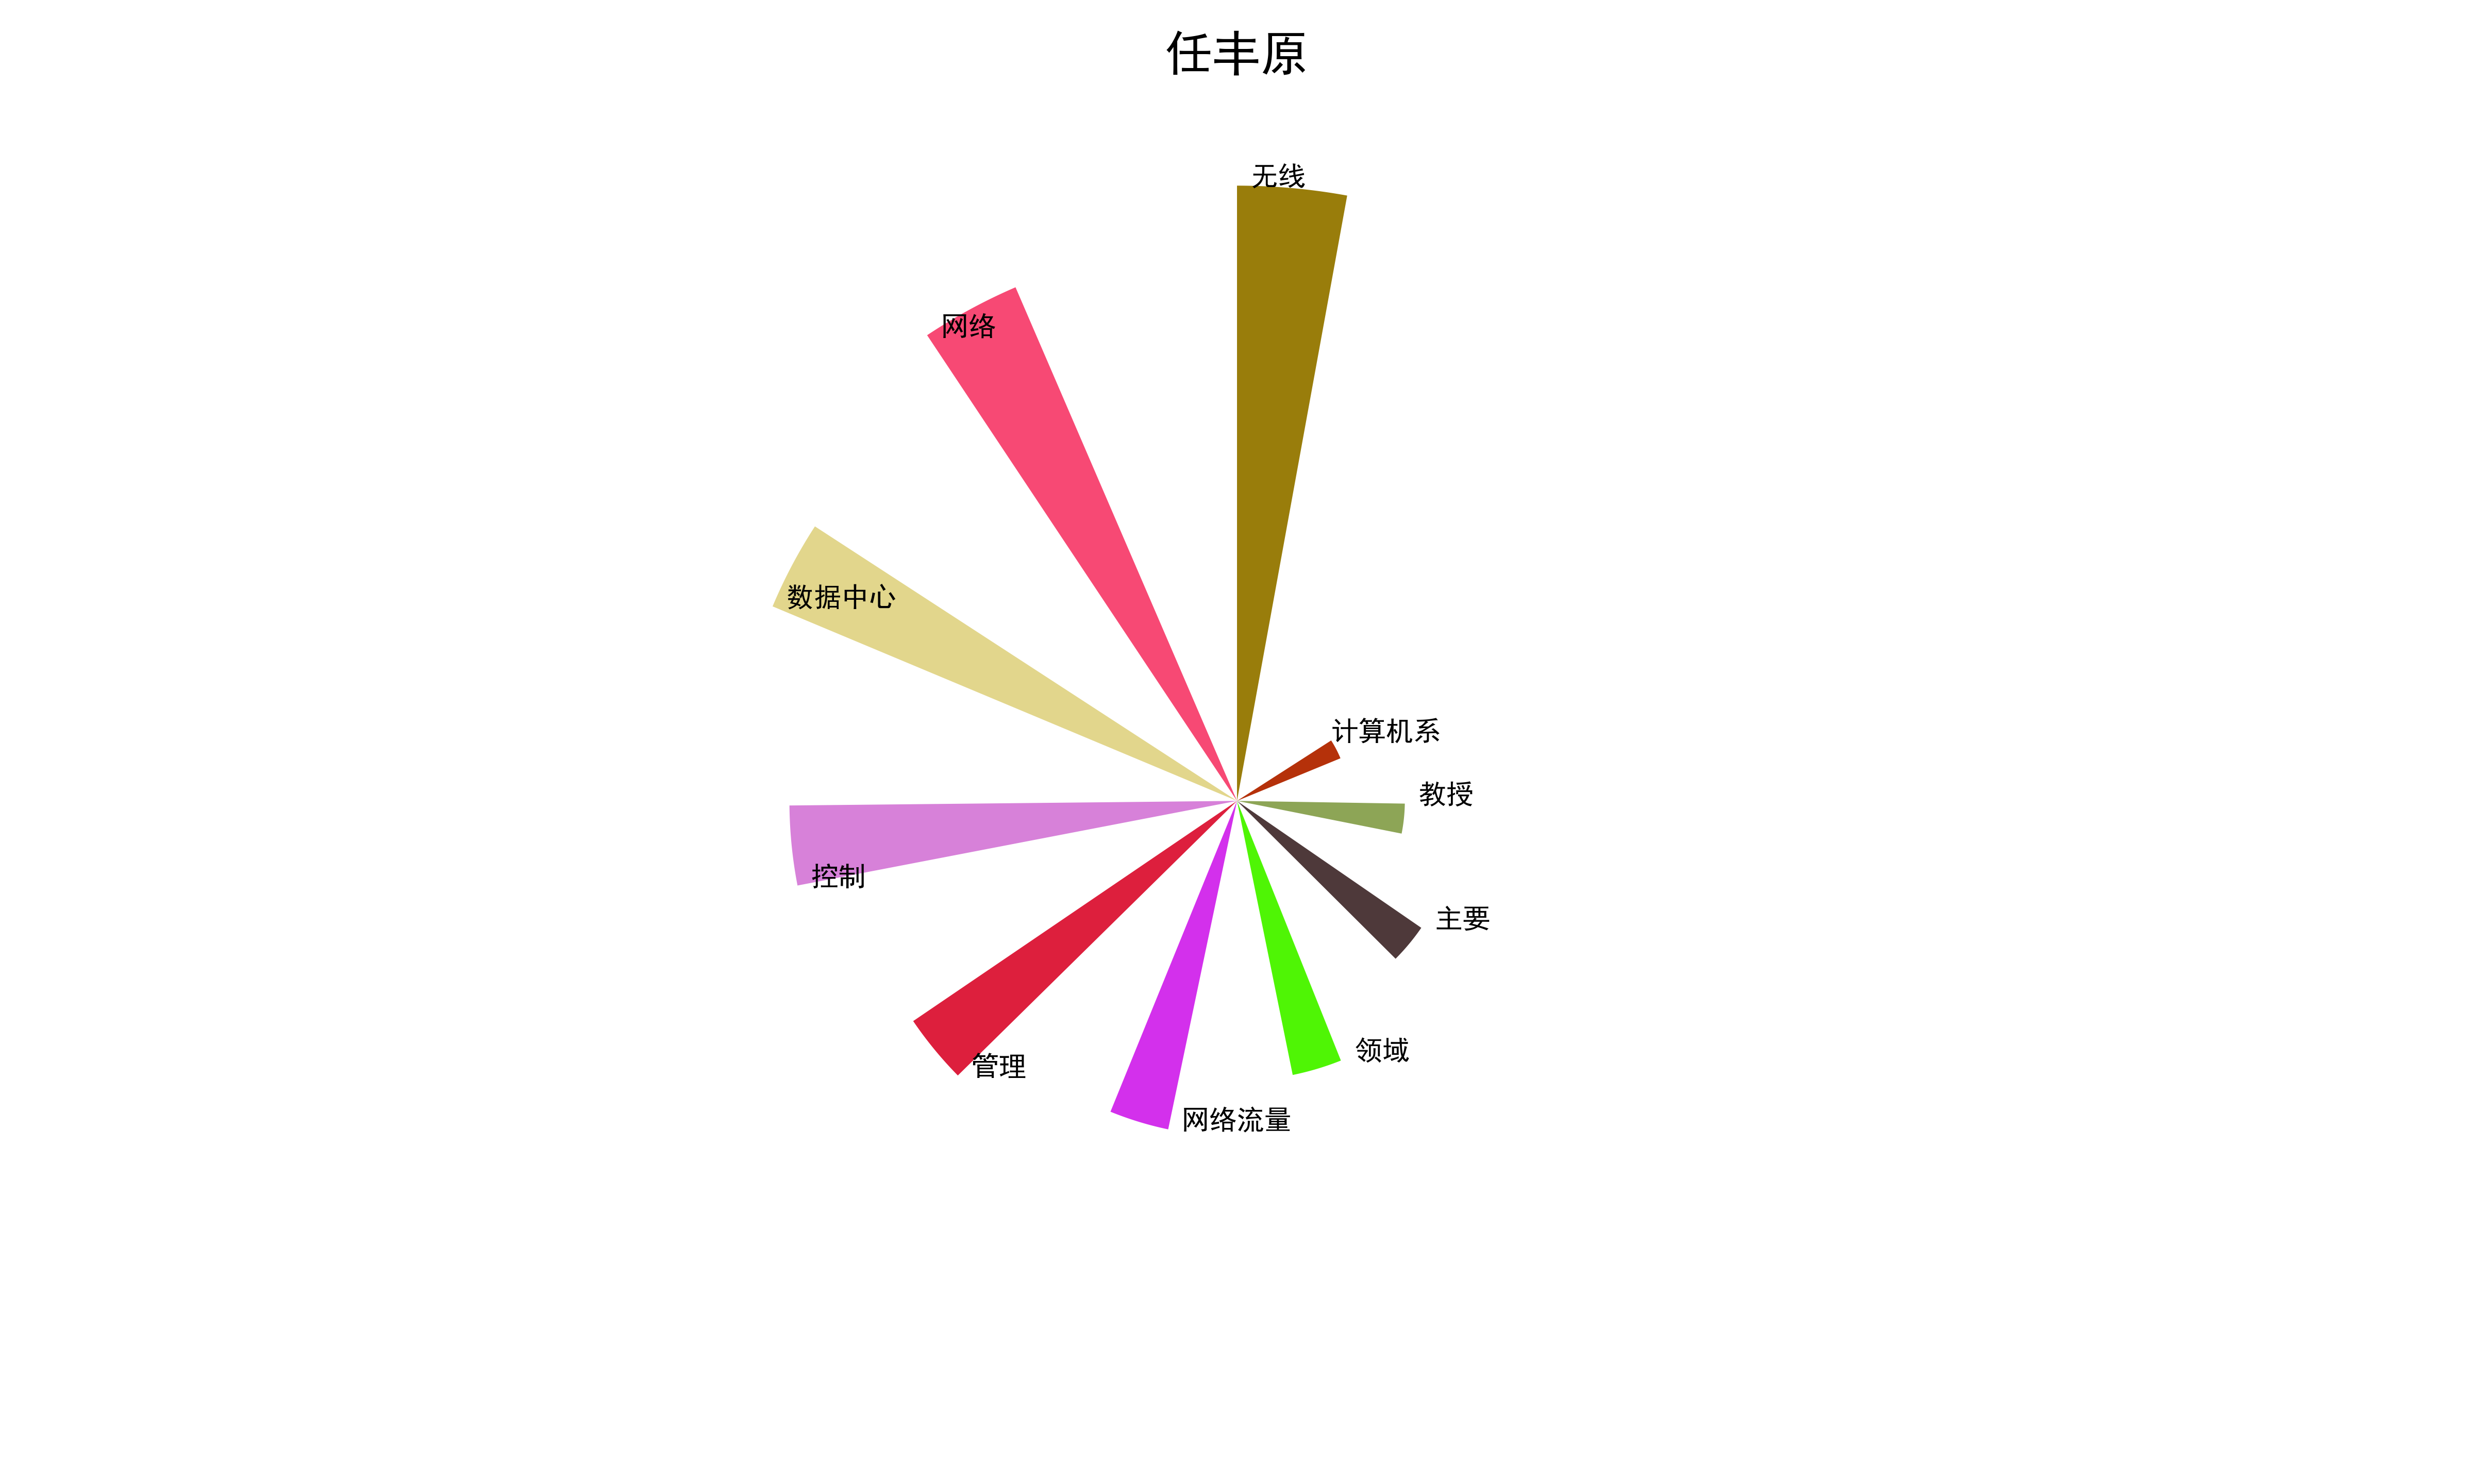 任丰原
无线
网络
数据中心
计算机系
教授
控制
主要
领域
管理
网络流量